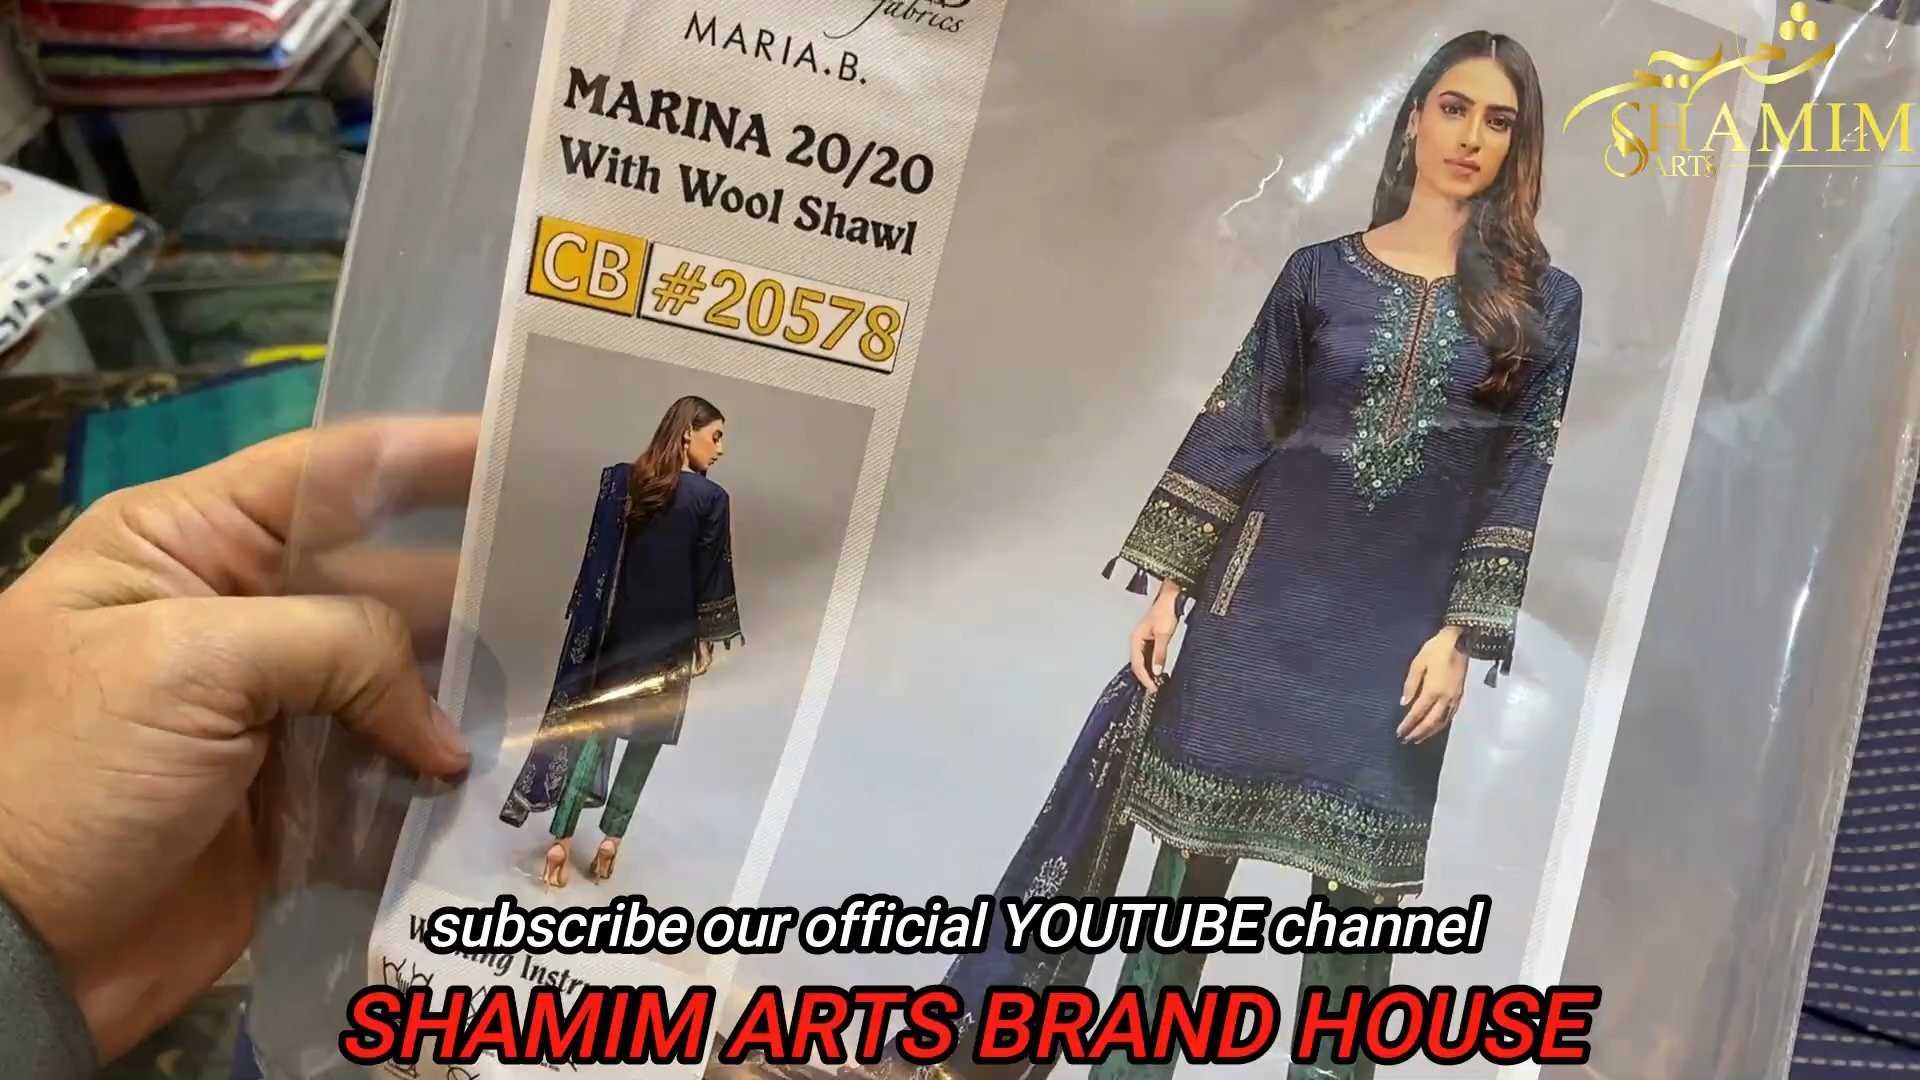 fabrics
MARIA.B.
MARINA 20/20
With Wool Shawl
CB #20578
SHAMIM
ARTS
subscribe our official YOUTUBE channel
SHAMIM ARTS BRAND HOUSE